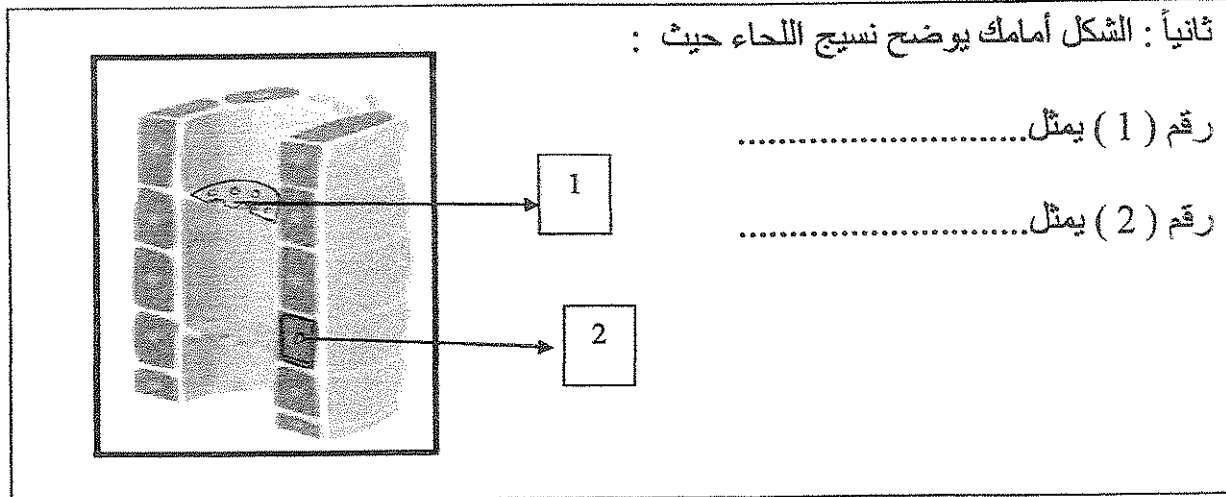 ثانياً : الشكل أمامك يوضح نسيج اللحاء حيث :
رقم ( 1 ) يمثل............................
1
رقم ( 2 ) يمثل............................
2